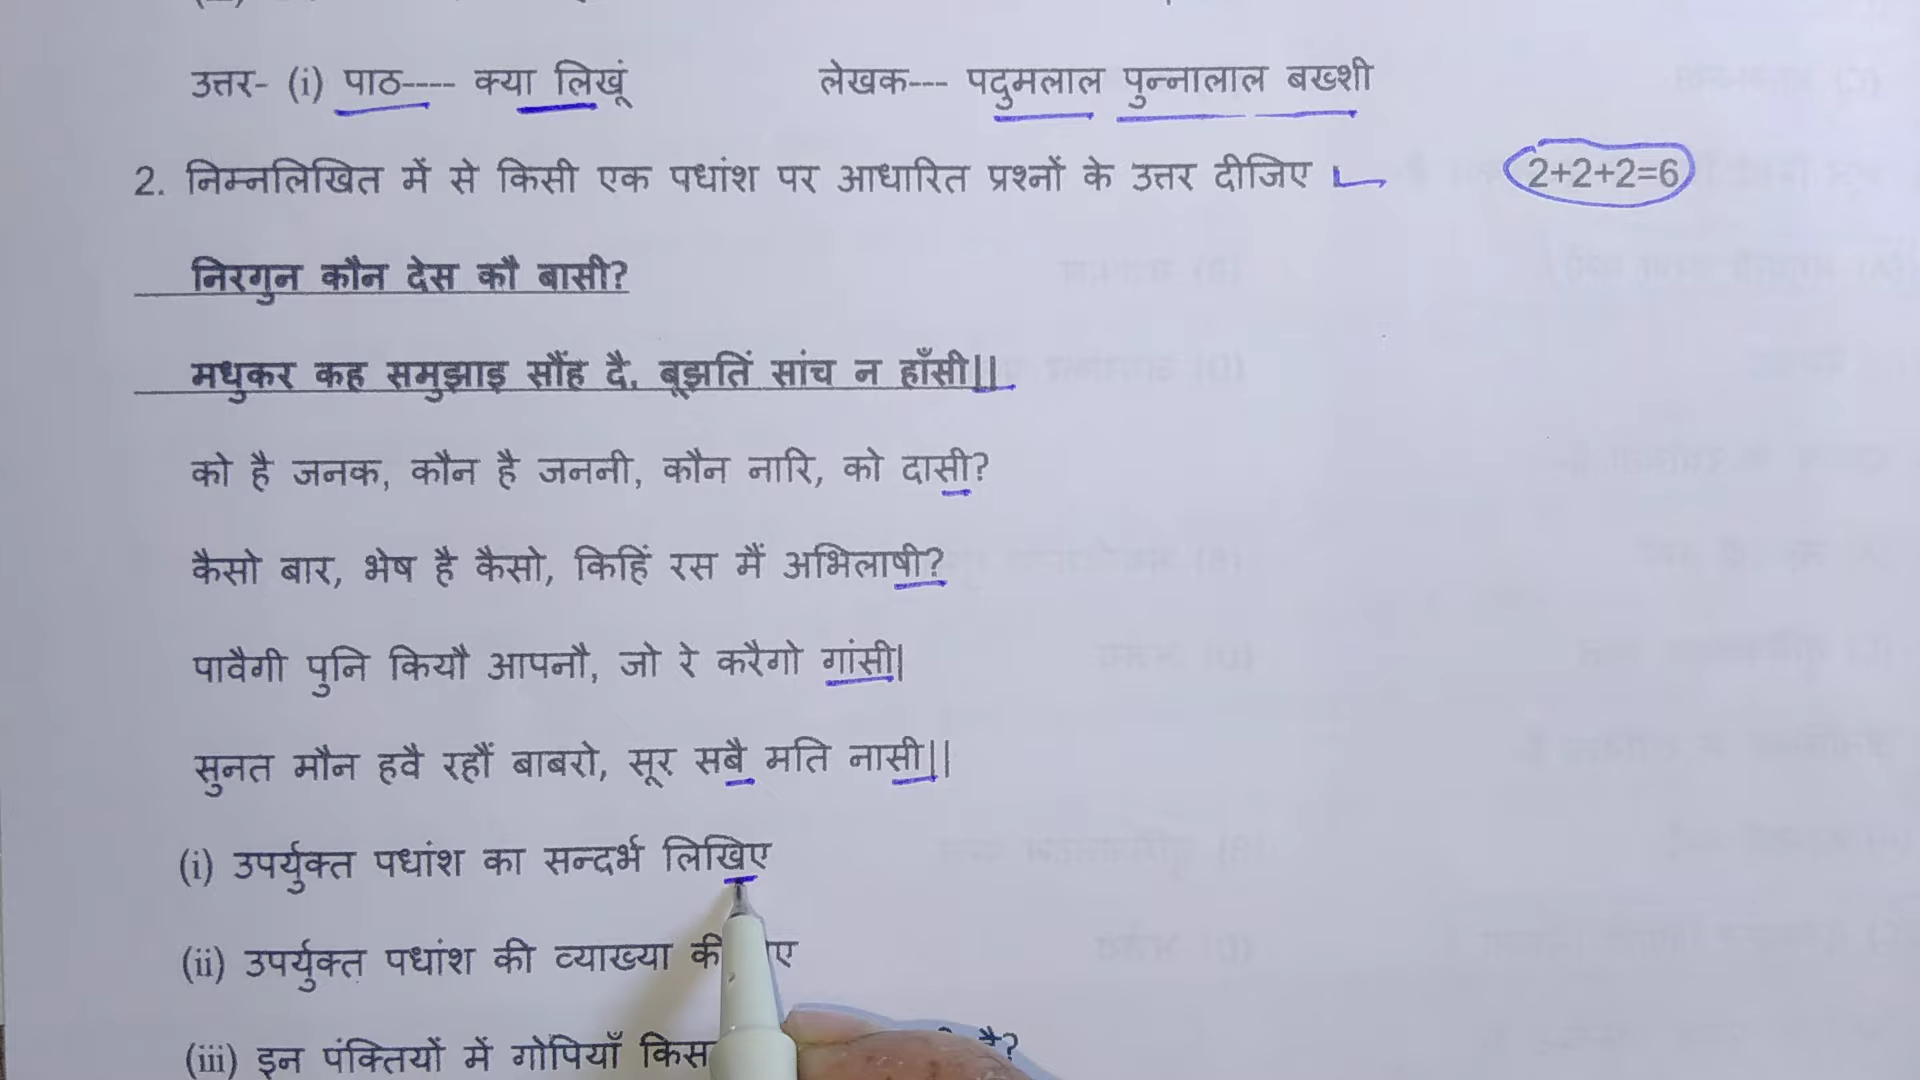 उत्तर- (i) पाठ---- क्या लिखूं लेखक--- पदुमलाल पुन्नालाल बख्शी
2. निम्नलिखित में से किसी एक पधांश पर आधारित प्रश्नों के उत्तर दीजिए 2+2+2=6
निरगुन कौन देस कौ बासी?
मधुकर कह समुझाइ सौंह दै, बूझतिं सांच न हाँसी||
को है जनक, कौन है जननी, कौन नारि, को दासी?
कैसो बार, भेष है कैसो, किहिं रस मैं अभिलाषी?
पावैगी पुनि कियौ आपनौ, जो रे करैगो गांसी|
सुनत मौन हवै रहौं बाबरो, सूर सबै मति नासी||
(i) उपर्युक्त पधांश का सन्दर्भ लिखिए
(ii) उपर्युक्त पधांश की व्याख्या
(iii) इन पंक्तियों में गोपियाँ